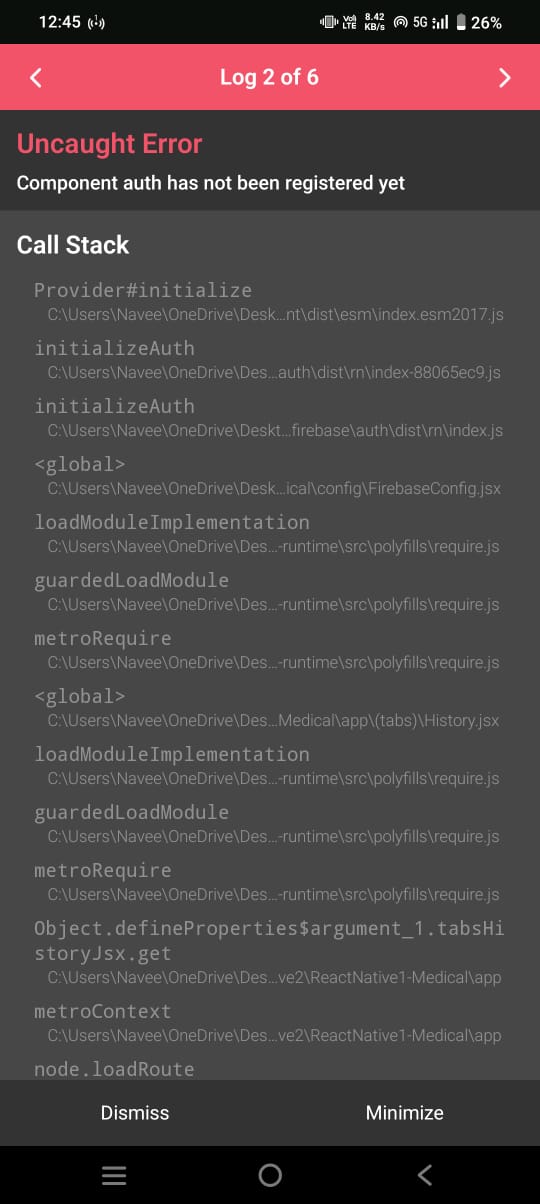 12:45
Vo) LTE 8.42 KB/s 5G 26%
Log 2 of 6
Uncaught Error
Component auth has not been registered yet
Call Stack
Provider#initialize
C:\Users\Navee\OneDrive\Desk...nt\dist\esm\index.esm2017.js
initializeAuth
C:\Users\Navee\OneDrive\Des...auth\dist\rn\index-88065ec9.js
initializeAuth
C:\Users\Navee\OneDrive\Deskt...firebase\auth\dist\rn\index.js
<global>
C:\Users\Navee\OneDrive\Desk...ical\config\FirebaseConfig.jsx
loadModuleImplementation
C:\Users\Navee\OneDrive\Des...-runtime\src\polyfills\require.js
guardedLoadModule
C:\Users\Navee\OneDrive\Des...-runtime\src\polyfills\require.js
metroRequire
C:\Users\Navee\OneDrive\Des...-runtime\src\polyfills\require.js
<global>
C:\Users\Navee\OneDrive\Des...Medical\app\(tabs)\History.jsx
loadModuleImplementation
C:\Users\Navee\OneDrive\Des...-runtime\src\polyfills\require.js
guardedLoadModule
C:\Users\Navee\OneDrive\Des...-runtime\src\polyfills\require.js
metroRequire
C:\Users\Navee\OneDrive\Des...-runtime\src\polyfills\require.js
Object.defineProperties$argument_1.tabsHi
storyJsx.get
C:\Users\Navee\OneDrive\Des...ve2\ReactNative1-Medical\app
metroContext
C:\Users\Navee\OneDrive\Des...ve2\ReactNative1-Medical\app
node.loadRoute
Dismiss Minimize